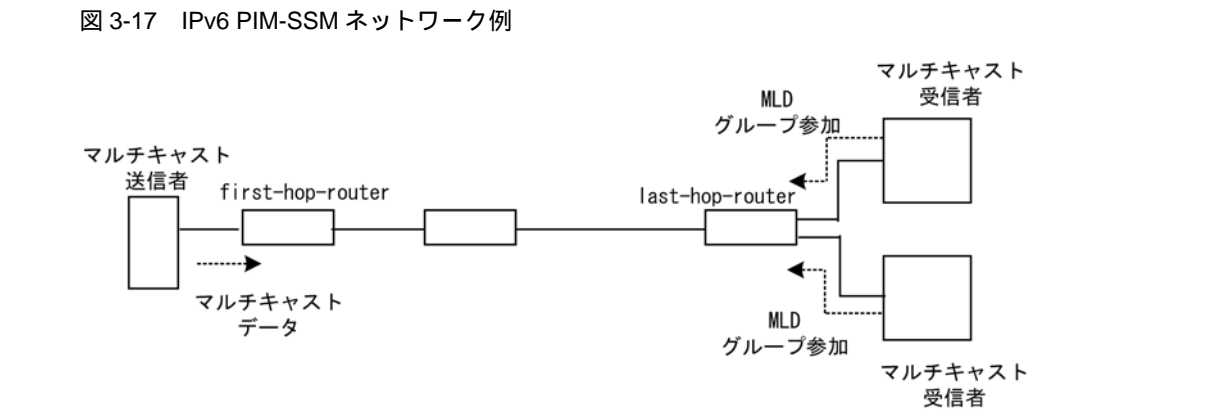 図 3-17 IPv6 PIM-SSM ネットワーク例
マルチキャスト
受信者
MLD
グループ参加
マルチキャスト
送信者
first-hop-router
last-hop-router
マルチキャスト
データ
MLD
グループ参加
マルチキャスト
受信者